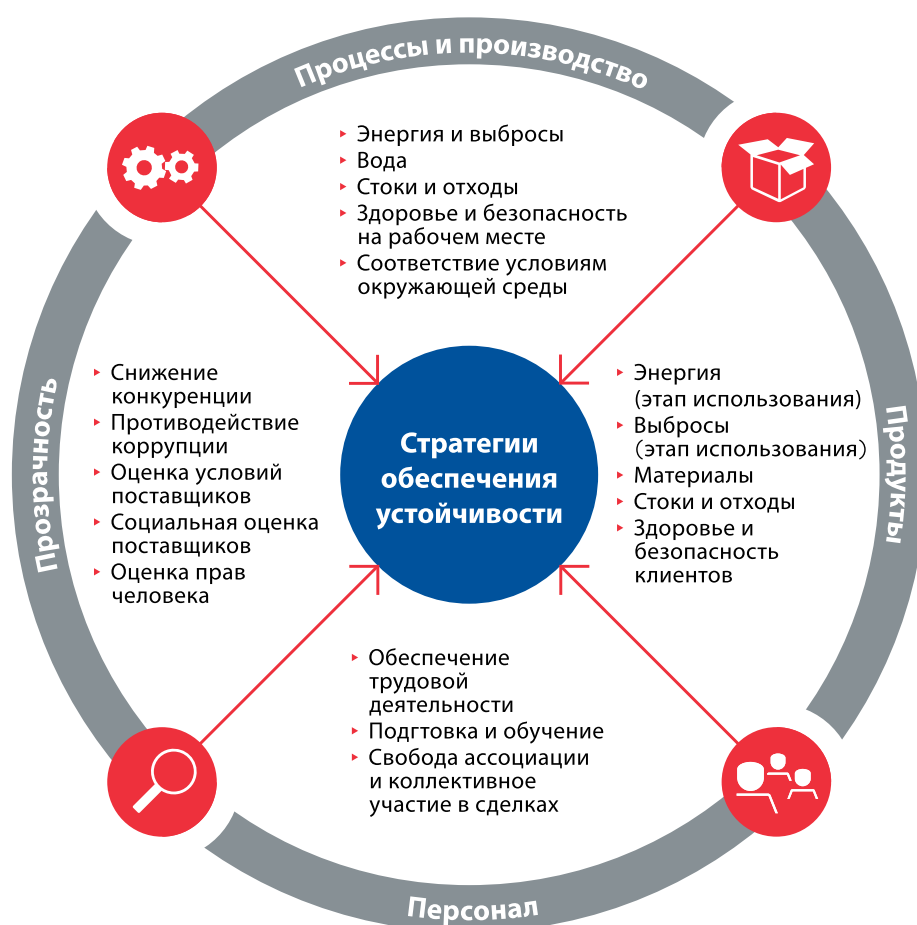 Процессы и производство
Энергия и выбросы
Вода
Стоки и отходы
Здоровье и безопасность
на рабочем месте
Соответствие условиям
окружающей среды
Прозрачность
Снижение
конкуренции
Противодействие
коррупции
Оценка условий
поставщиков
Социальная оценка
поставщиков
Оценка прав
человека
Стратегии
обеспечения
устойчивости
Энергия
(этап использования)
Выбросы
(этап использования)
Материалы
Стоки и отходы
Здоровье и
безопасность
клиентов
Продукты
Обеспечение
трудовой
деятельности
Подгтовка и обучение
Свобода ассоциации
и коллективное
участие в сделках
Персонал